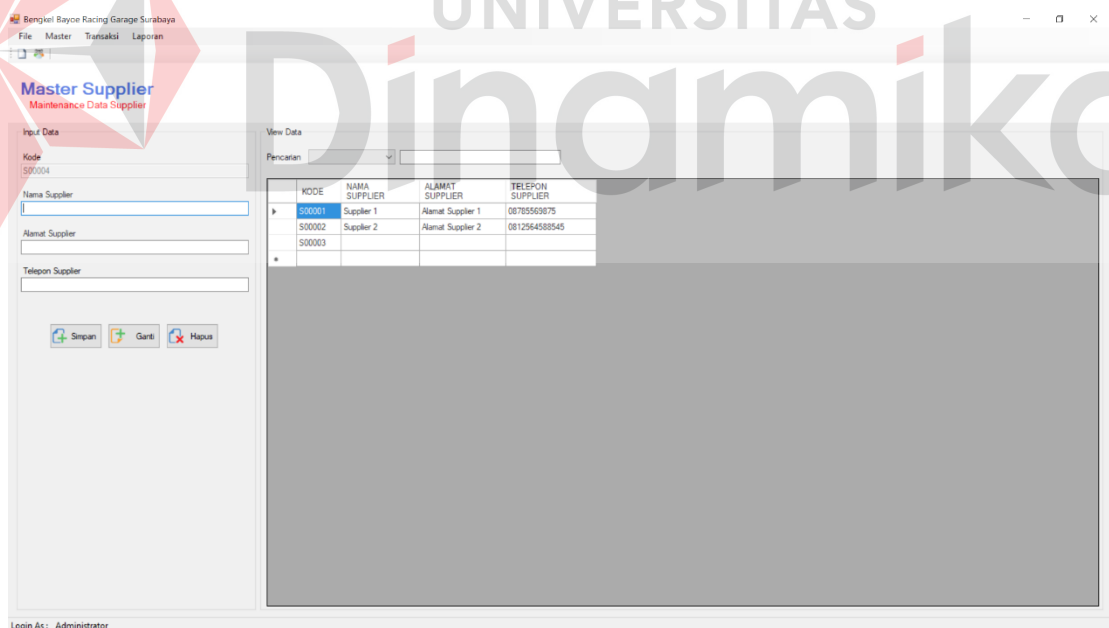 UNIVERSITAS
Dinamika
Bengkel Bayoe Racing Garage Surabaya
File Master Transaksi Laporan
Master Supplier
Maintenance Data Supplier
Input Data
Kode
S00004
Nama Supplier
Alamat Supplier
Telepon Supplier
Simpan Ganti Hapus
View Data
Pencarian
KODE NAMA SUPPLIER ALAMAT SUPPLIER TELEPON SUPPLIER
S00001 Supplier 1 Alamat Supplier 1 08785569875
S00002 Supplier 2 Alamat Supplier 2 0812564588545
S00003
Login As : Administrator